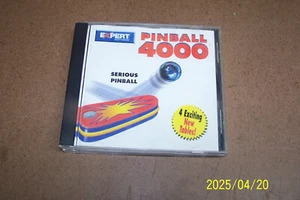 EXPERT
PINBALL
4000
SERIOUS
PINBALL
4 Exciting
New
Tables!
2025/04/20